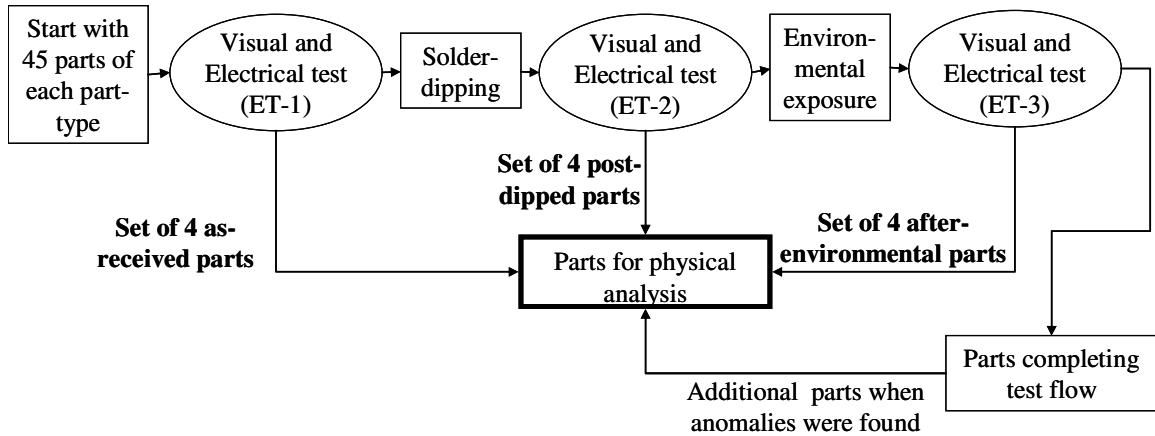 Start with
45 parts of
each part-
type
Visual and
Electrical test
(ET-1)
Solder-
dipping
Visual and
Electrical test
(ET-2)
Environ-
mental
exposure
Visual and
Electrical test
(ET-3)
Set of 4 as-
received parts
Set of 4 post-
dipped parts
Set of 4 after-
environmental parts
Parts for physical
analysis
Parts completing
test flow
Additional parts when
anomalies were found